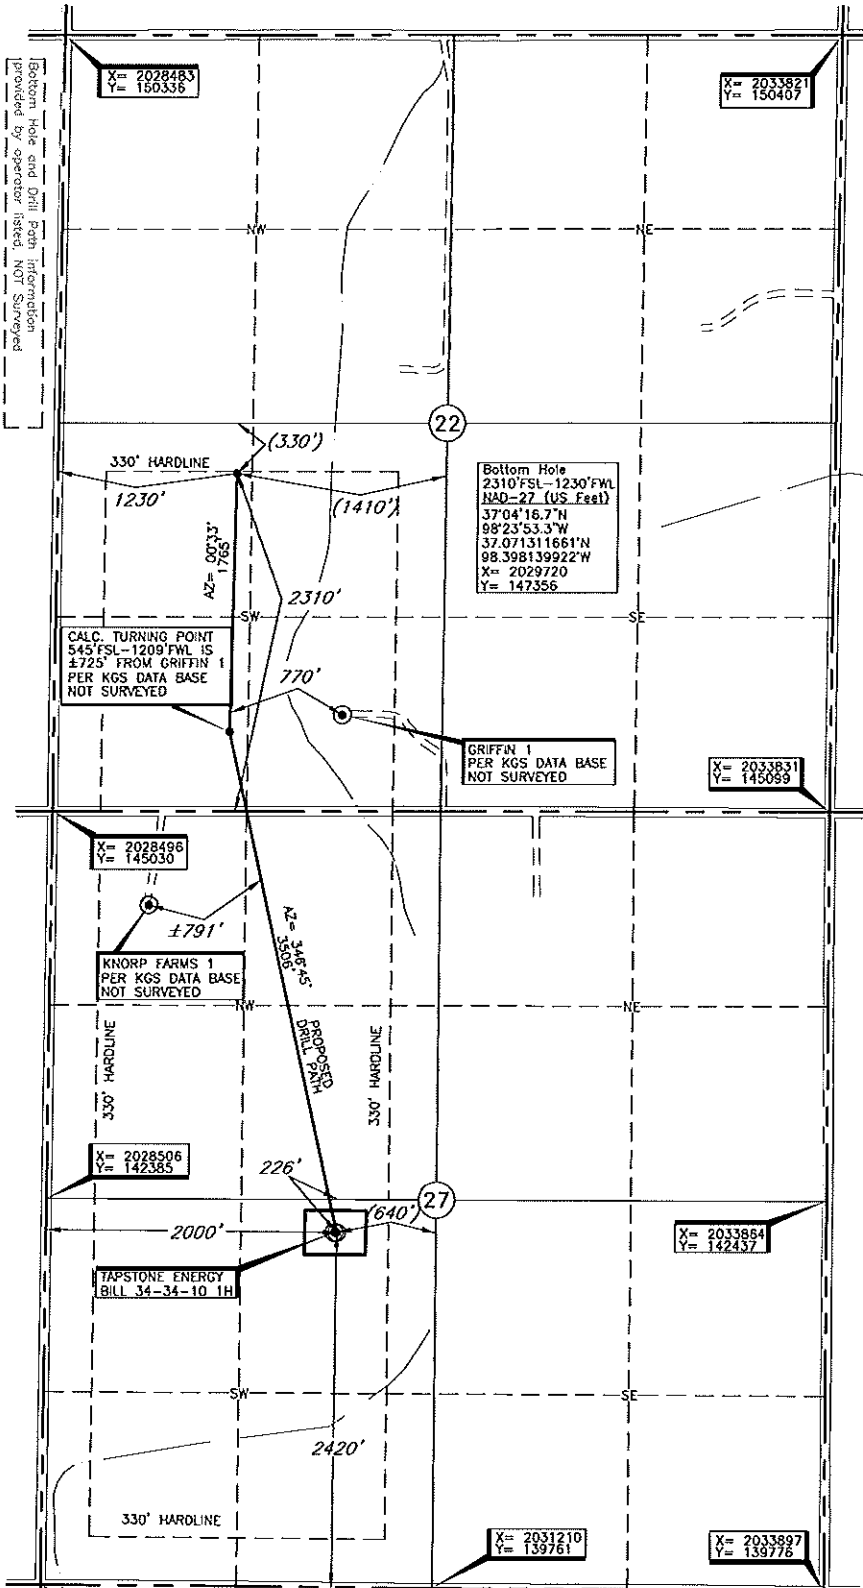 X= 2028483
Y= 150336
X= 2033821
Y= 150407
Bottom Hole and Drill Path information
provided by operator listed, NOT Surveyed
NW
NE
22
(330')
330' HARDLINE
1230'
(1410')
Bottom Hole
2310'FSL-1230'FWL
NAD-27 (US Feet)
37°04'16.7"N
98°23'53.3"W
37.071311661°N
98.398139922°W
X= 2029720
Y= 147356
AZ= 00°33'
1765'
2310'
SW
SE
CALC. TURNING POINT
545'FSL-1209'FWL IS
±725' FROM GRIFFIN 1
PER KGS DATA BASE
NOT SURVEYED
770'
GRIFFIN 1
PER KGS DATA BASE
NOT SURVEYED
X= 2033831
Y= 145099
X= 2028496
Y= 145030
±791'
AZ= 346°45'
3506'
KNORP FARMS 1
PER KGS DATA BASE
NOT SURVEYED
NW
NE
PROPOSED
DRILL PATH
330' HARDLINE
330' HARDLINE
X= 2028506
Y= 142385
226'
27
2000'
(640')
X= 2033864
Y= 142437
TAPSTONE ENERGY
BILL 34-34-10 1H
SW
SE
2420'
330' HARDLINE
X= 2031210
Y= 139761
X= 2033897
Y= 139776